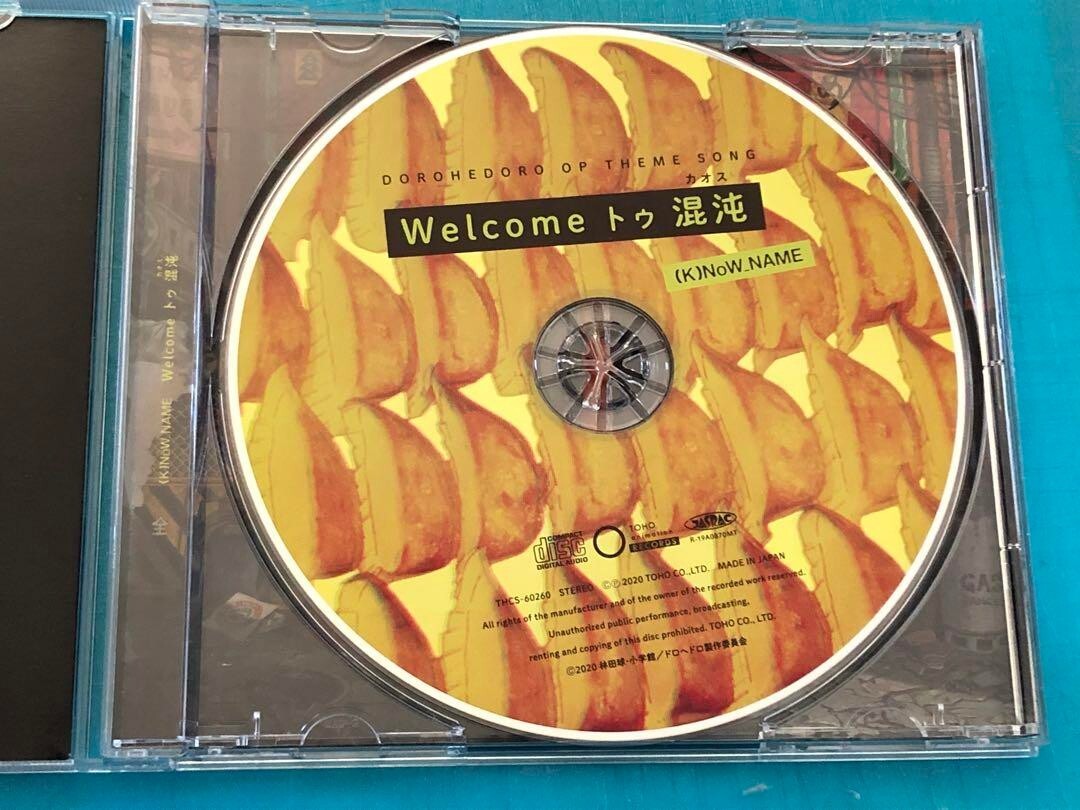 DOROHEDORO OP THEME SONG
カオス
Welcome トゥ 混沌
(K)NoW_NAME
COMPACT
disc
DIGITAL AUDIO
TOHO
animation
RECORDS
JASRAC
R-19A0870MT
THCS-60260 STEREO ©℗2020 TOHO CO.,LTD. MADE IN JAPAN
All rights of the manufacturer and of the owner of the recorded work reserved.
Unauthorized public performance, broadcasting,
renting and copying of this disc prohibited. TOHO CO., LTD.
©2020 林田球・小学館/ドロヘドロ製作委員会
カオス
(K)NoW_NAME Welcome トゥ 混沌
GAS